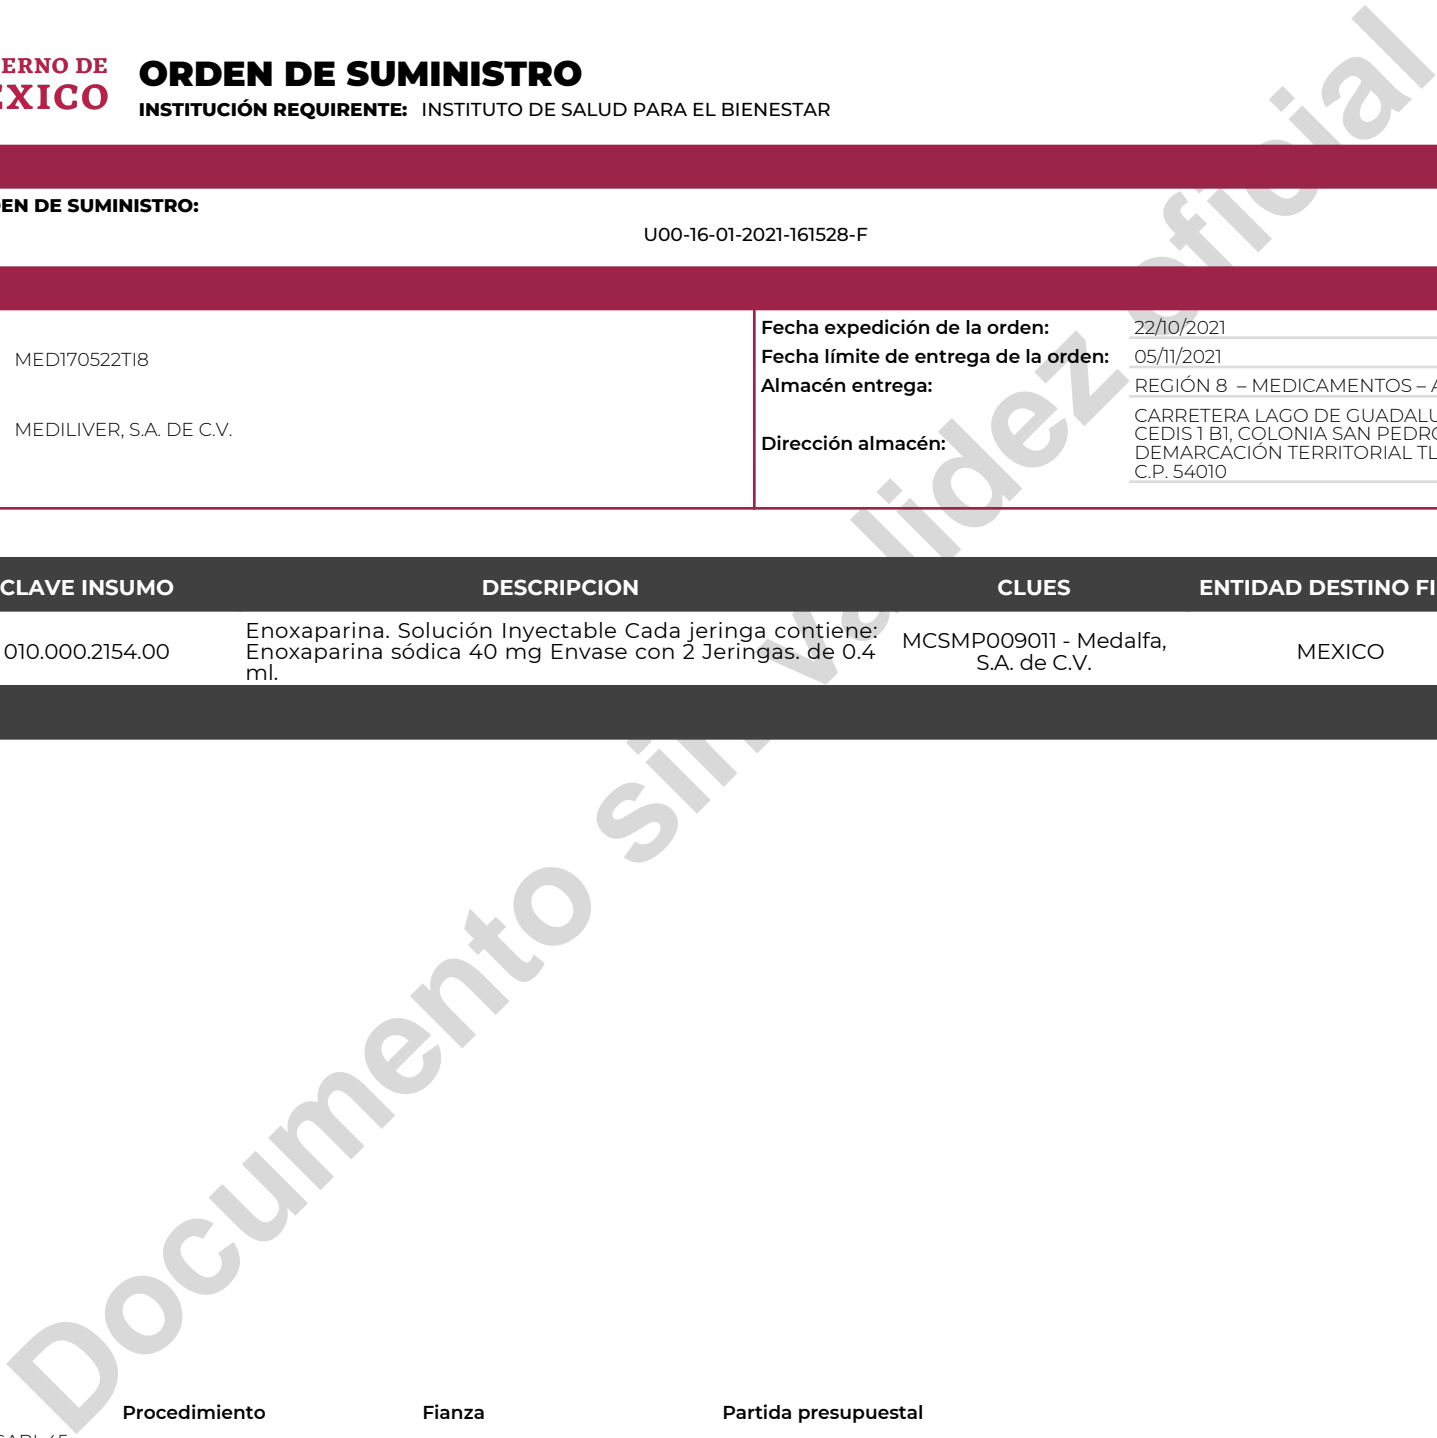 ERNO DE
EXICO
ORDEN DE SUMINISTRO
INSTITUCIÓN REQUIRENTE: INSTITUTO DE SALUD PARA EL BIENESTAR
EN DE SUMINISTRO:
U00-16-01-2021-161528-F
MED170522TI8
MEDILIVER, S.A. DE C.V.
Fecha expedición de la orden: 22/10/2021
Fecha límite de entrega de la orden: 05/11/2021
Almacén entrega: REGIÓN 8 – MEDICAMENTOS – A
Dirección almacén:
CARRETERA LAGO DE GUADALU
CEDIS 1 B1, COLONIA SAN PEDRO
DEMARCACIÓN TERRITORIAL TL
C.P. 54010
CLAVE INSUMO DESCRIPCION CLUES ENTIDAD DESTINO FI
010.000.2154.00
Enoxaparina. Solución Inyectable Cada jeringa contiene:
Enoxaparina sódica 40 mg Envase con 2 Jeringas. de 0.4
ml.
MCSMP009011 - Medalfa,
S.A. de C.V.
MEXICO
Documento sin validez oficial
Procedimiento Fianza Partida presupuestal